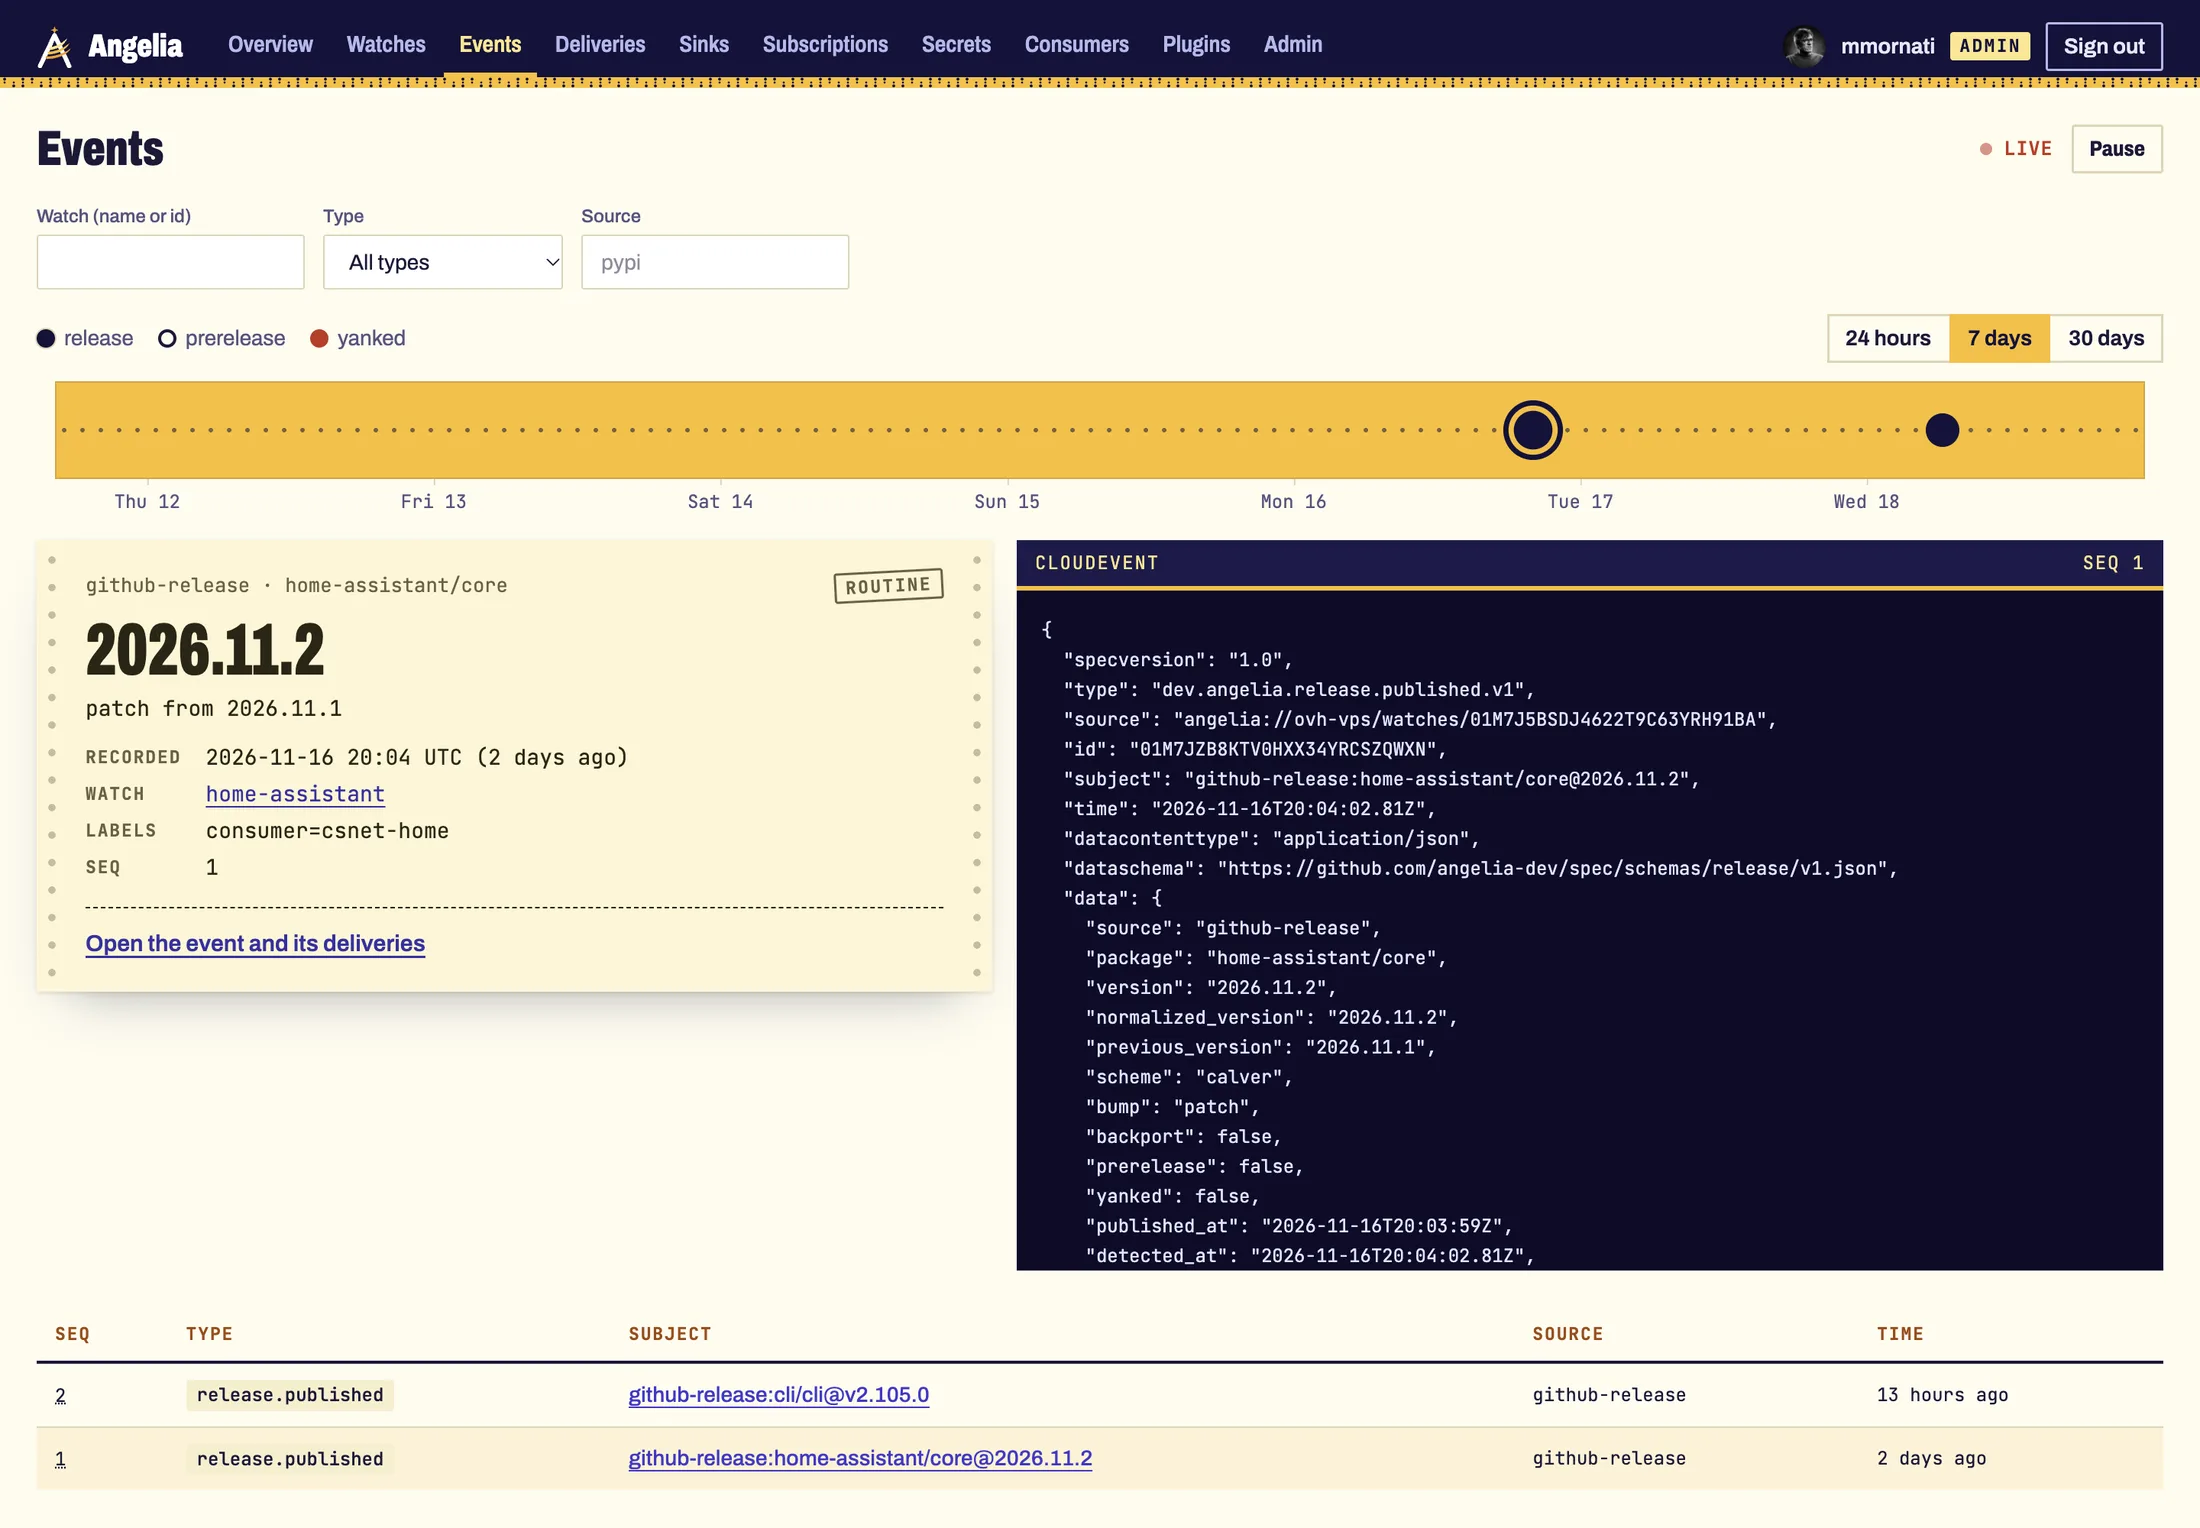 Angelia
Overview
Watches
Events
Deliveries
Sinks
Subscriptions
Secrets
Consumers
Plugins
Admin
mmornati
ADMIN
Sign out
Events
LIVE
Pause
Watch (name or id)
Type
Source
All types
pypi
release
prerelease
yanked
24 hours
7 days
30 days
Thu 12
Fri 13
Sat 14
Sun 15
Mon 16
Tue 17
Wed 18
github-release · home-assistant/core
ROUTINE
2026.11.2
patch from 2026.11.1
RECORDED 2026-11-16 20:04 UTC (2 days ago)
WATCH home-assistant
LABELS consumer=csnet-home
SEQ 1
Open the event and its deliveries
CLOUDEVENT
SEQ 1
{
"specversion": "1.0",
"type": "dev.angelia.release.published.v1",
"source": "angelia://ovh-vps/watches/01M7J5BSDJ4622T9C63YRH91BA",
"id": "01M7JZB8KTV0HXX34YRCSZQWXN",
"subject": "github-release:home-assistant/core@2026.11.2",
"time": "2026-11-16T20:04:02.81Z",
"datacontenttype": "application/json",
"dataschema": "https://github.com/angelia-dev/spec/schemas/release/v1.json",
"data": {
"source": "github-release",
"package": "home-assistant/core",
"version": "2026.11.2",
"normalized_version": "2026.11.2",
"previous_version": "2026.11.1",
"scheme": "calver",
"bump": "patch",
"backport": false,
"prerelease": false,
"yanked": false,
"published_at": "2026-11-16T20:03:59Z",
"detected_at": "2026-11-16T20:04:02.81Z",
SEQ TYPE SUBJECT SOURCE TIME
2 release.published github-release:cli/cli@v2.105.0 github-release 13 hours ago
1 release.published github-release:home-assistant/core@2026.11.2 github-release 2 days ago